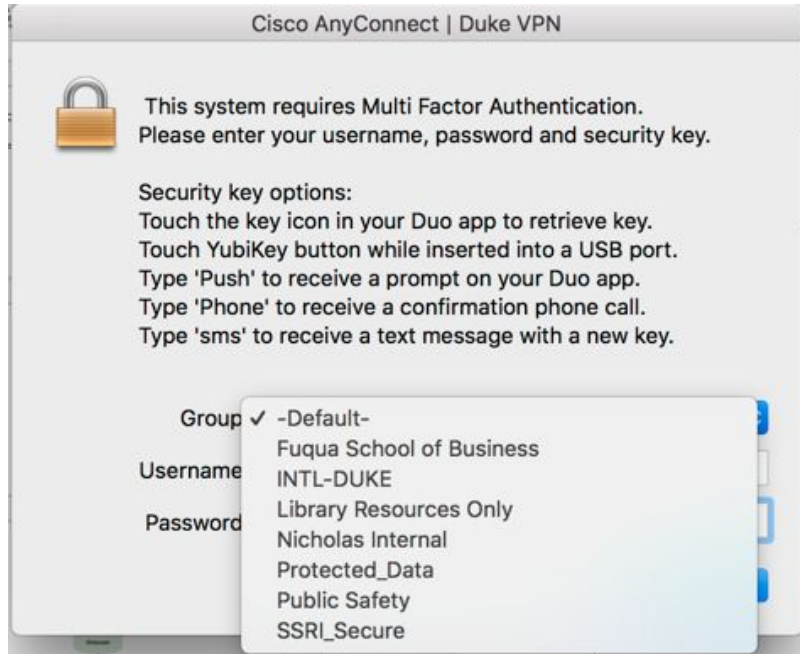 Cisco AnyConnect | Duke VPN
This system requires Multi Factor Authentication.
Please enter your username, password and security key.
Security key options:
Touch the key icon in your Duo app to retrieve key.
Touch YubiKey button while inserted into a USB port.
Type 'Push' to receive a prompt on your Duo app.
Type 'Phone' to receive a confirmation phone call.
Type 'sms' to receive a text message with a new key.
Group ✓ -Default-
Fuqua School of Business
Username
INTL-DUKE
Library Resources Only
Password
Nicholas Internal
Protected_Data
Public Safety
SSRI_Secure